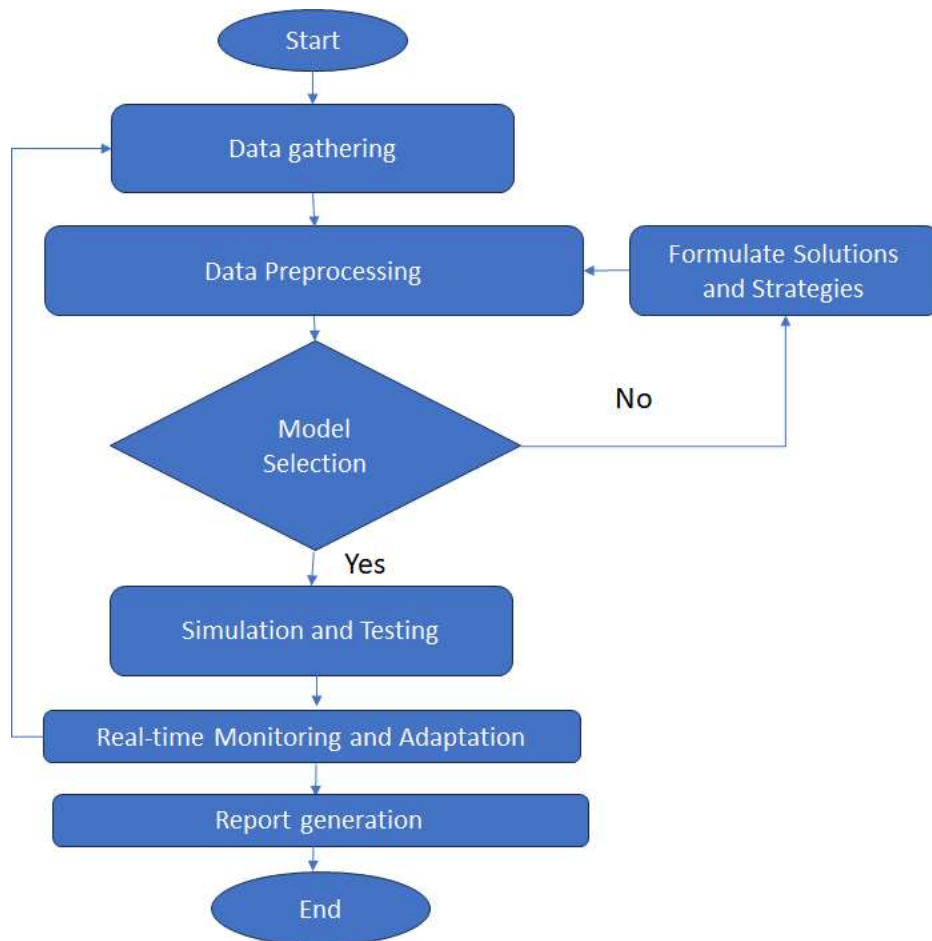 Start
Data gathering
Data Preprocessing
Formulate Solutions
and Strategies
No
Model
Selection
Yes
Simulation and Testing
Real-time Monitoring and Adaptation
Report generation
End